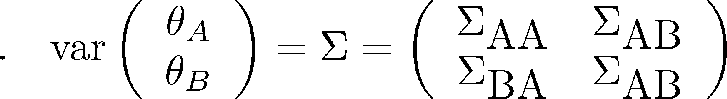 . var ( θ_A θ_B ) = Σ = ( Σ_AA Σ_AB Σ_BA Σ_AB )